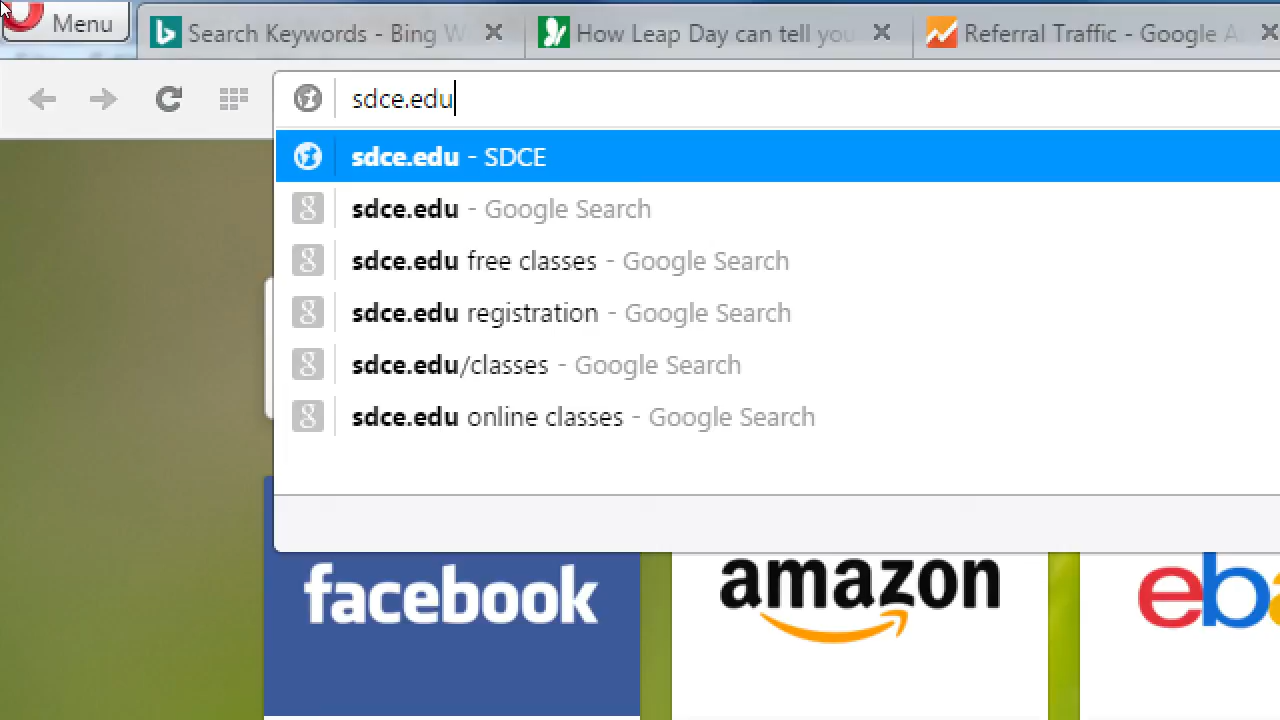 Menu
Search Keywords - Bing W
How Leap Day can tell you
Referral Traffic - Google A
sdce.edu
sdce.edu - SDCE
sdce.edu - Google Search
sdce.edu free classes - Google Search
sdce.edu registration - Google Search
sdce.edu/classes - Google Search
sdce.edu online classes - Google Search
facebook
amazon
eba